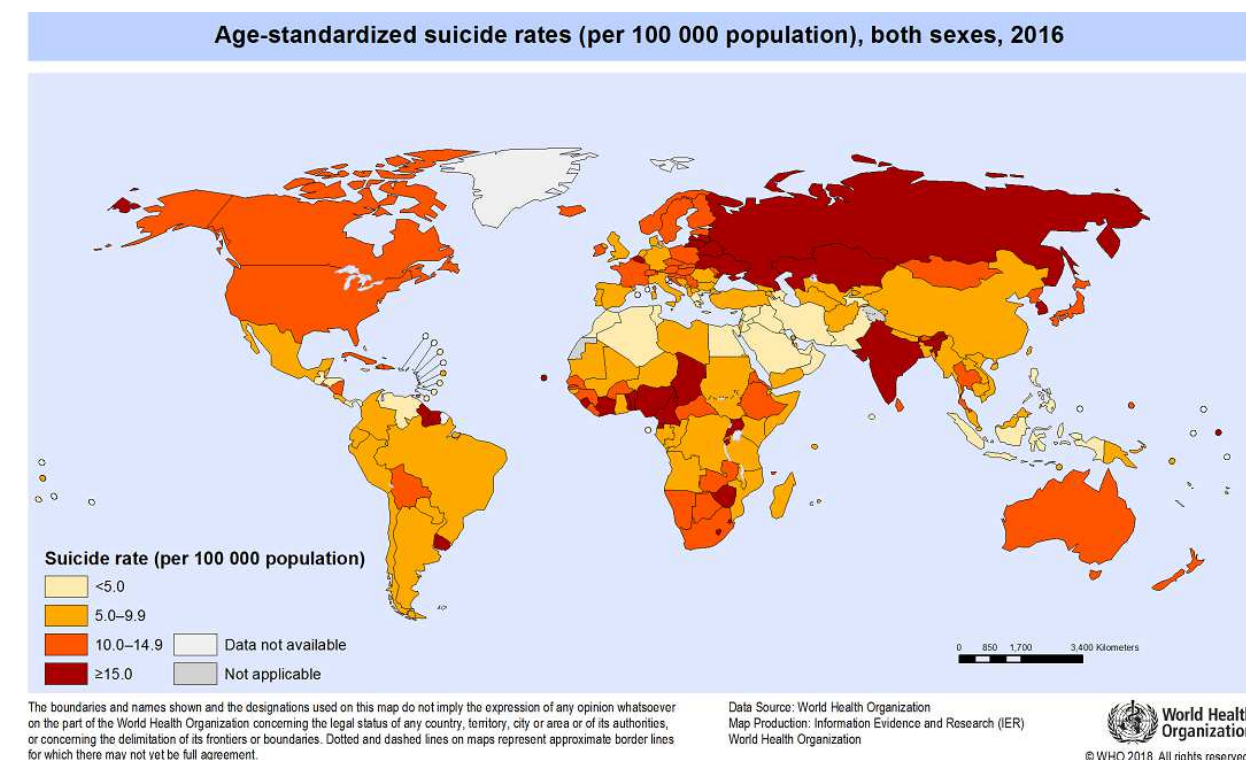 Age-standardized suicide rates (per 100 000 population), both sexes, 2016
Suicide rate (per 100 000 population)
<5.0
5.0–9.9
10.0–14.9
≥15.0
Data not available
Not applicable
0 850 1,700 3,400 Kilometers
The boundaries and names shown and the designations used on this map do not imply the expression of any opinion whatsoever
on the part of the World Health Organization concerning the legal status of any country, territory, city or area or of its authorities,
or concerning the delimitation of its frontiers or boundaries. Dotted and dashed lines on maps represent approximate border lines
for which there may not yet be full agreement.
Data Source: World Health Organization
Map Production: Information Evidence and Research (IER)
World Health Organization
World Health
Organization
© WHO 2018. All rights reserved